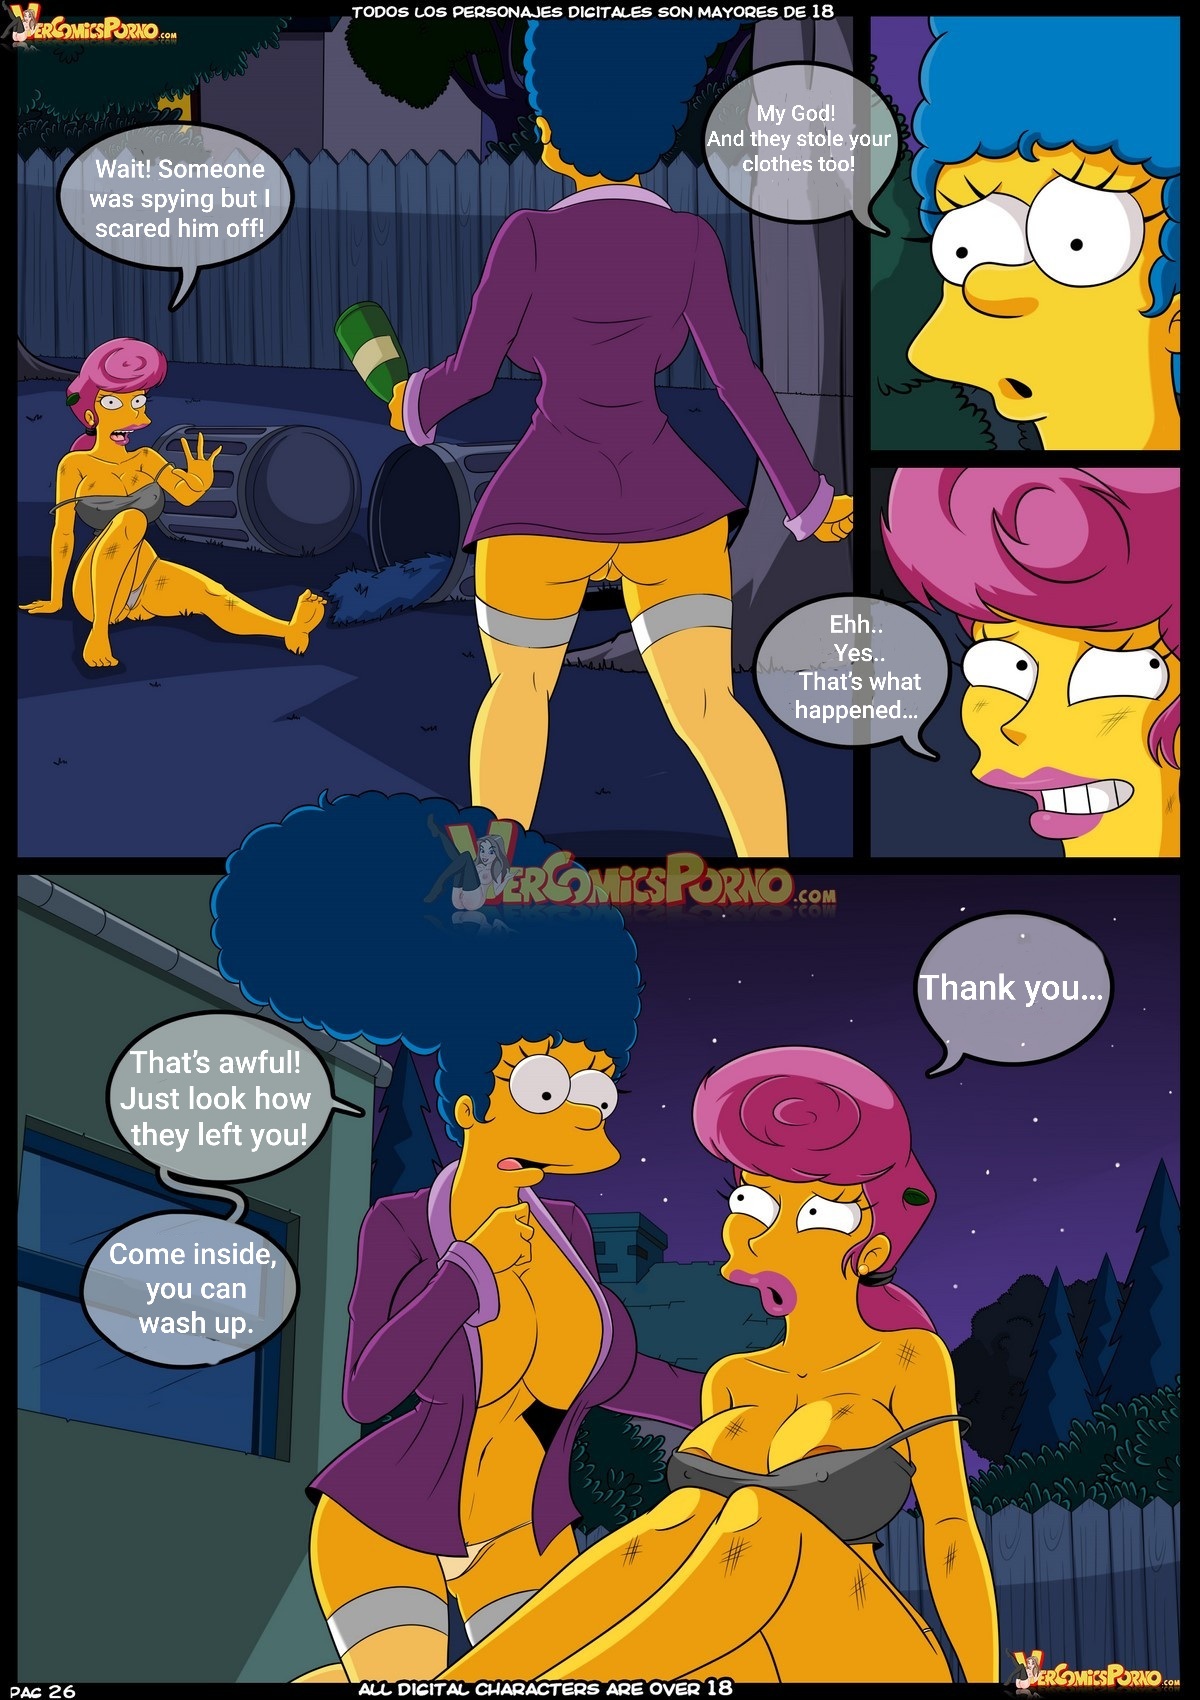 TODOS LOS PERSONAJES DIGITALES SON MAYORES DE 18
VERCOMICSPORNO.COM
Wait! Someone
was spying but I
scared him off!
My God!
And they stole your
clothes too!
Ehh..
Yes..
That's what
happened...
VERCOMICSPORNO.COM
That's awful!
Just look how
they left you!
Come inside,
you can
wash up.
Thank you...
VERCOMICSPORNO.COM
PAG 26
ALL DIGITAL CHARACTERS ARE OVER 18